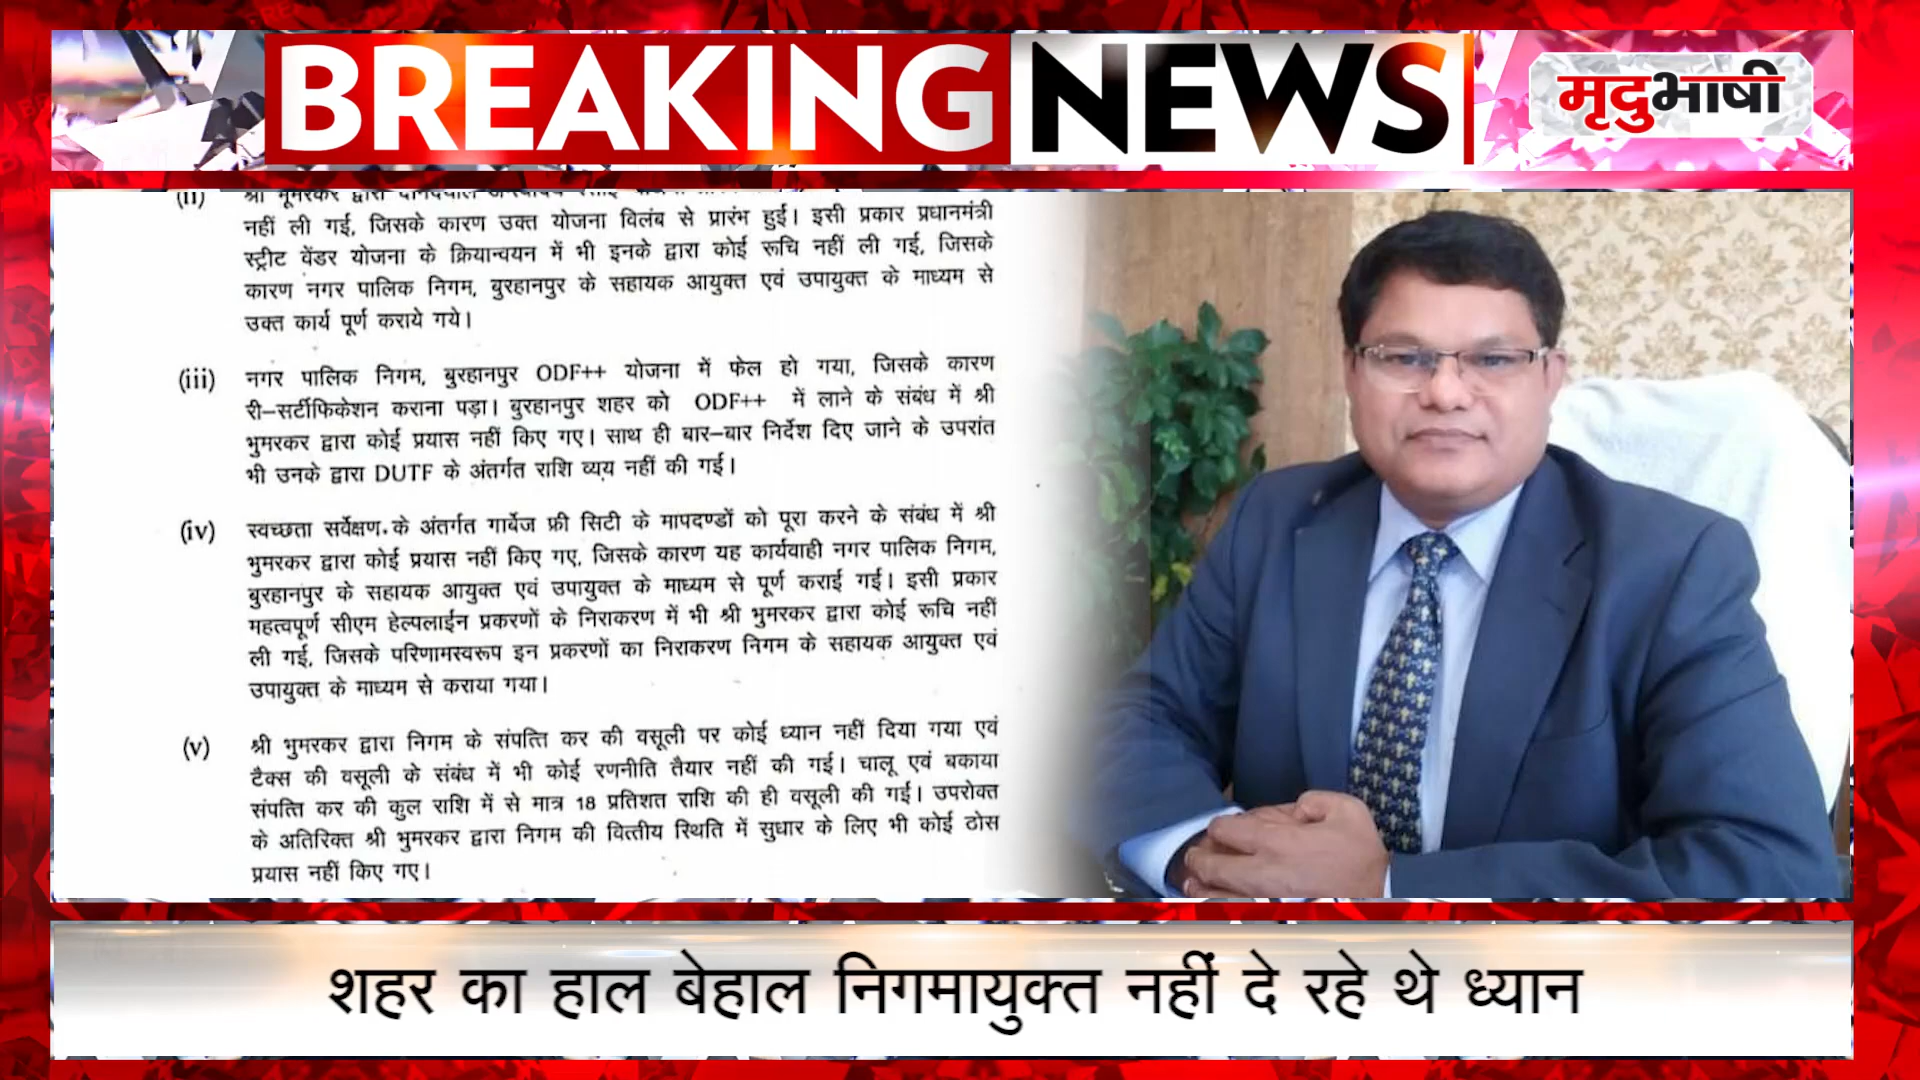 BREAKING NEWS
मृदुभाषी
(ii) श्री भूमरकर द्वारा दीनदयाल
नहीं ली गई, जिसके कारण उक्त योजना विलंब से प्रारंभ हुई। इसी प्रकार प्रधानमंत्री
स्ट्रीट वेंडर योजना के क्रियान्वयन में भी इनके द्वारा कोई रूचि नहीं ली गई, जिसके
कारण नगर पालिक निगम, बुरहानपुर के सहायक आयुक्त एवं उपायुक्त के माध्यम से
उक्त कार्य पूर्ण कराये गये।
(iii) नगर पालिक निगम, बुरहानपुर ODF++ योजना में फेल हो गया, जिसके कारण
री–सर्टीफिकेशन कराना पड़ा। बुरहानपुर शहर को ODF++ में लाने के संबंध में श्री
भुमरकर द्वारा कोई प्रयास नहीं किए गए। साथ ही बार–बार निर्देश दिए जाने के उपरांत
भी उनके द्वारा DUTF के अंतर्गत राशि व्यय नहीं की गई।
(iv) स्वच्छता सर्वेक्षण के अंतर्गत गार्बेज फ्री सिटी के मापदण्डों को पूरा करने के संबंध में श्री
भुमरकर द्वारा कोई प्रयास नहीं किए गए, जिसके कारण यह कार्यवाही नगर पालिक निगम,
बुरहानपुर के सहायक आयुक्त एवं उपायुक्त के माध्यम से पूर्ण कराई गई। इसी प्रकार
महत्वपूर्ण सीएम हेल्पलाईन प्रकरणों के निराकरण में भी श्री भुमरकर द्वारा कोई रूचि नहीं
ली गई, जिसके परिणामस्वरूप इन प्रकरणों का निराकरण निगम के सहायक आयुक्त एवं
उपायुक्त के माध्यम से कराया गया।
(v) श्री भुमरकर द्वारा निगम के संपत्ति कर की वसूली पर कोई ध्यान नहीं दिया गया एवं
टैक्स की वसूली के संबंध में भी कोई रणनीति तैयार नहीं की गई। चालू एवं बकाया
संपत्ति कर की कुल राशि में से मात्र 18 प्रतिशत राशि की ही वसूली की गई। उपरोक्त
के अतिरिक्त श्री भुमरकर द्वारा निगम की वित्तीय स्थिति में सुधार के लिए भी कोई ठोस
प्रयास नहीं किए गए।
शहर का हाल बेहाल निगमायुक्त नहीं दे रहे थे ध्यान